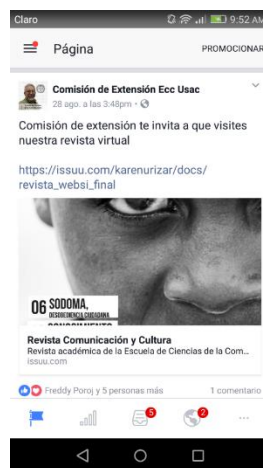 Claro 9:52 AM
Página PROMOCIONAR
Comisión de Extensión Ecc Usac
28 ago. a las 3:48pm
Comisión de extensión te invita a que visites
nuestra revista virtual
https://issuu.com/karenurizar/docs/
revista_websi_final
06 SODOMA,
DESOBEDIENCIA CIUDADANA
CONOCIMIENTO
Revista Comunicación y Cultura
Revista académica de la Escuela de Ciencias de la Com...
issuu.com
Freddy Poroj y 5 personas más 1 comentario
5 2